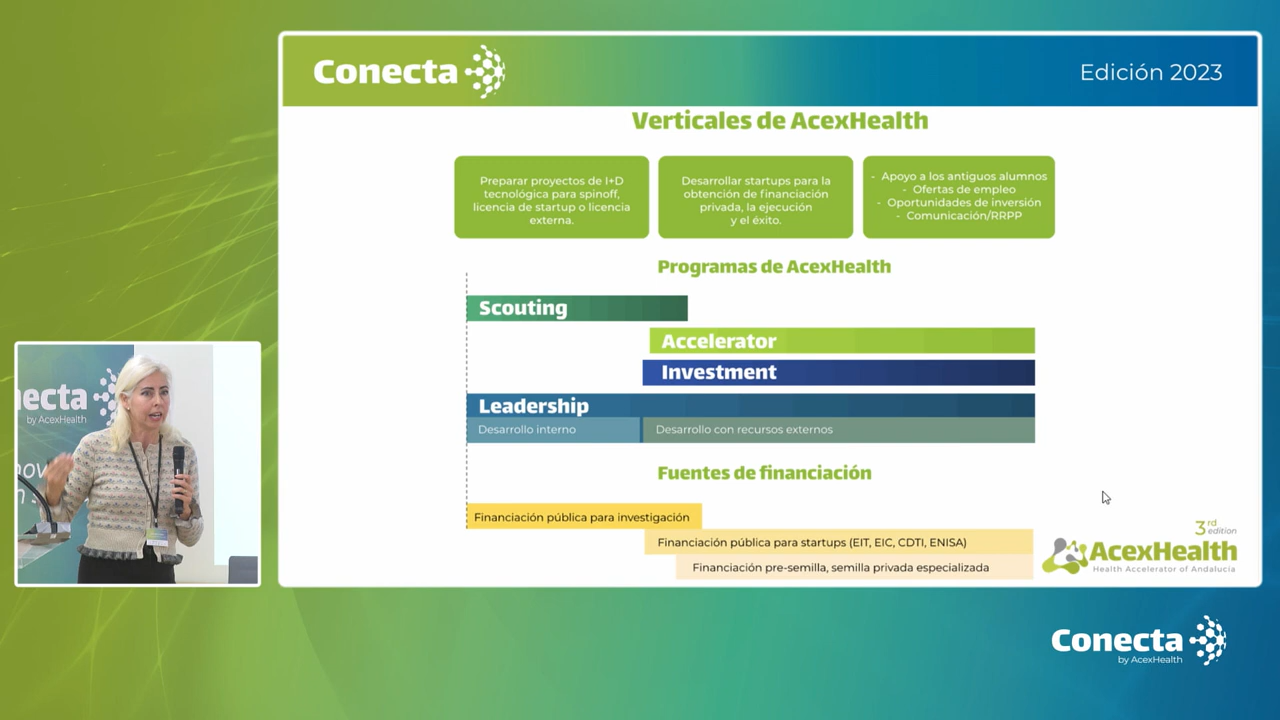 Conecta
Edición 2023
Verticales de AcexHealth
Preparar proyectos de I+D
tecnológica para spinoff,
licencia de startup o licencia
externa.
Desarrollar startups para la
obtención de financiación
privada, la ejecución
y el éxito.
- Apoyo a los antiguos alumnos
- Ofertas de empleo
- Oportunidades de inversión
- Comunicación/RRPP
Programas de AcexHealth
Scouting
Accelerator
Investment
Leadership
Desarrollo interno
Desarrollo con recursos externos
Fuentes de financiación
Financiación pública para investigación
Financiación pública para startups (EIT, EIC, CDTI, ENISA)
Financiación pre-semilla, semilla privada especializada
3rd edition
AcexHealth
Health Accelerator of Andalucía
necta
by AcexHealth
Conecta
by AcexHealth